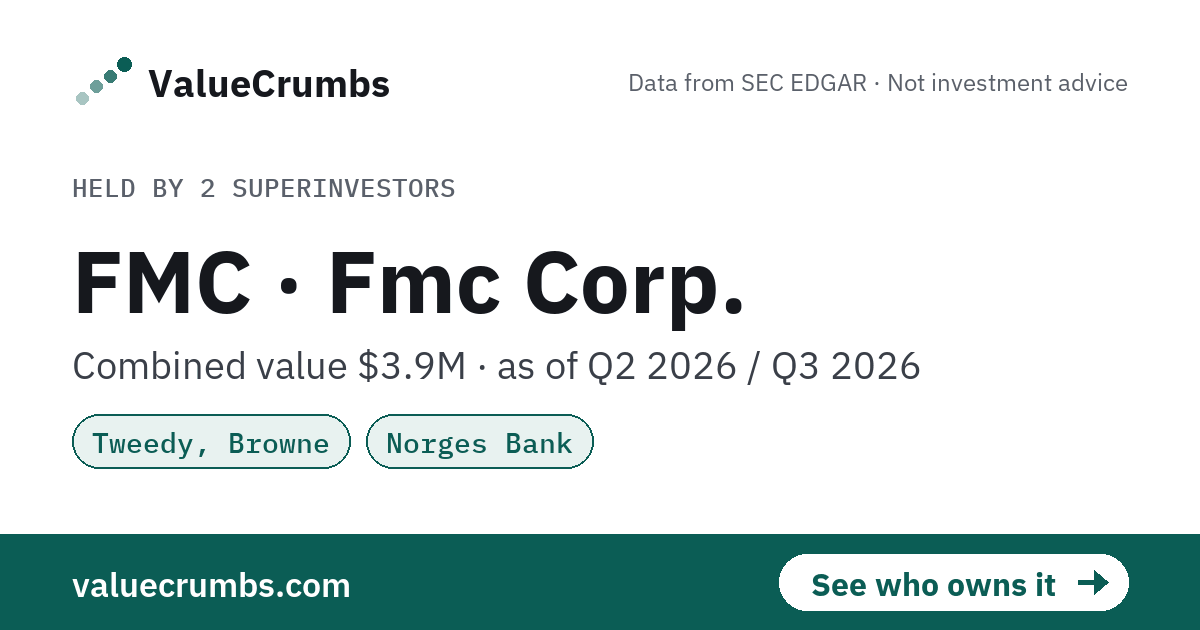 ValueCrumbs
Data from SEC EDGAR · Not investment advice
HELD BY 2 SUPERINVESTORS
FMC · Fmc Corp.
Combined value $3.9M · as of Q2 2026 / Q3 2026
Tweedy, Browne
Norges Bank
valuecrumbs.com
See who owns it →